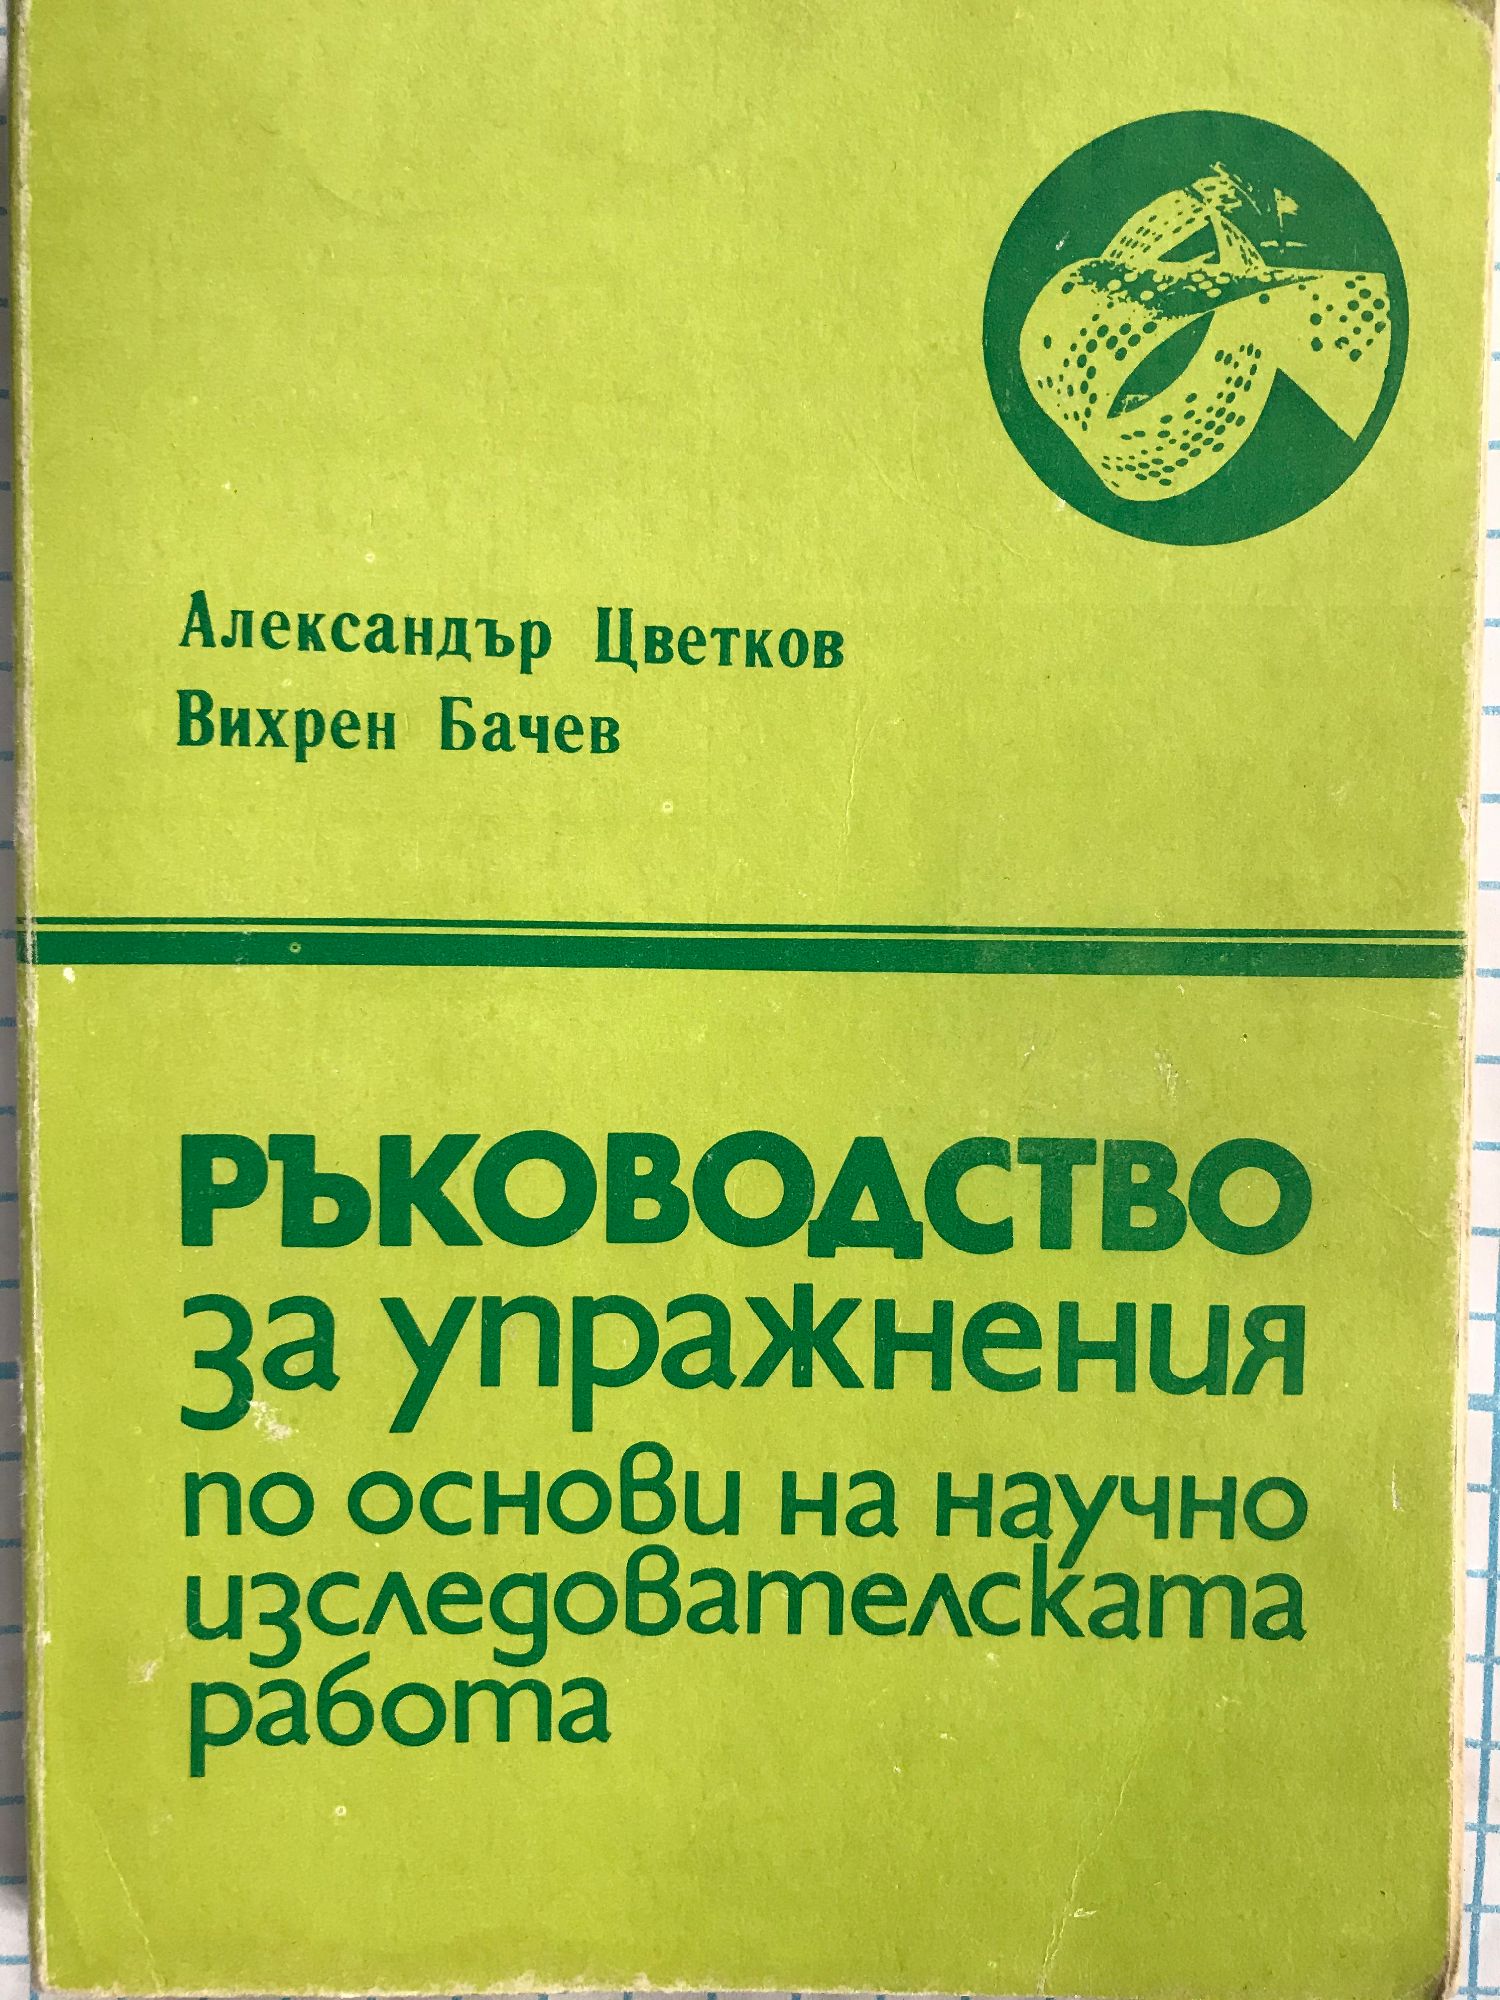 Александър Цветков
Вихрен Бачев
РЪКОВОДСТВО
за упражнения
по основи на научно
изследователската
работа